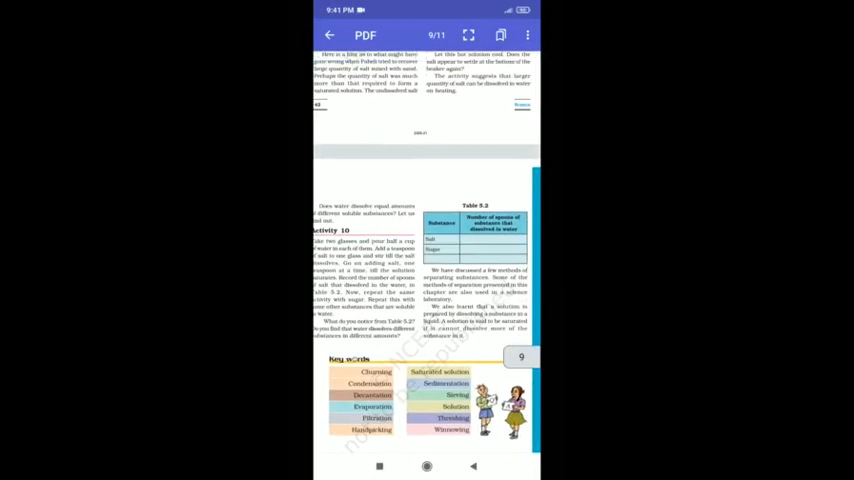 9:41 PM
PDF
9/11
Here is a hint as to what might have
gone wrong when Paheli tried to recover
large quantity of salt mixed with sand.
Perhaps the quantity of salt was much
more than that required to form a
saturated solution. The undissolved salt
Let this hot solution cool. Does the
salt appear to settle at the bottom of the
beaker again?
The activity suggests that larger
quantity of salt can be dissolved in water
on heating.
Does water dissolve equal amounts
of different soluble substances? Let us
find out.
Activity 10
Take two glasses and pour half a cup
of water in each of them. Add a teaspoon
of salt to one glass and stir till the salt
dissolves. Go on adding salt, one
teaspoon at a time, till the solution
saturates. Record the number of spoons
of salt that dissolved in the water, in
Table 5.2. Now, repeat the same
activity with sugar. Repeat this with
some other substances that are soluble
in water.
What do you notice from Table 5.2?
Do you find that water dissolves different
substances in different amounts?
Table 5.2
Substance
Number of spoons of
substance that
dissolved in water
Salt
Sugar
We have discussed a few methods of
separating substances. Some of the
methods of separation presented in this
chapter are also used in a science
laboratory.
We also learnt that a solution is
prepared by dissolving a substance in a
liquid. A solution is said to be saturated
if it cannot dissolve more of the
substance in it.
9
Key words
Churning
Condensation
Decantation
Evaporation
Filtration
Handpicking
Saturated solution
Sedimentation
Sieving
Solution
Threshing
Winnowing